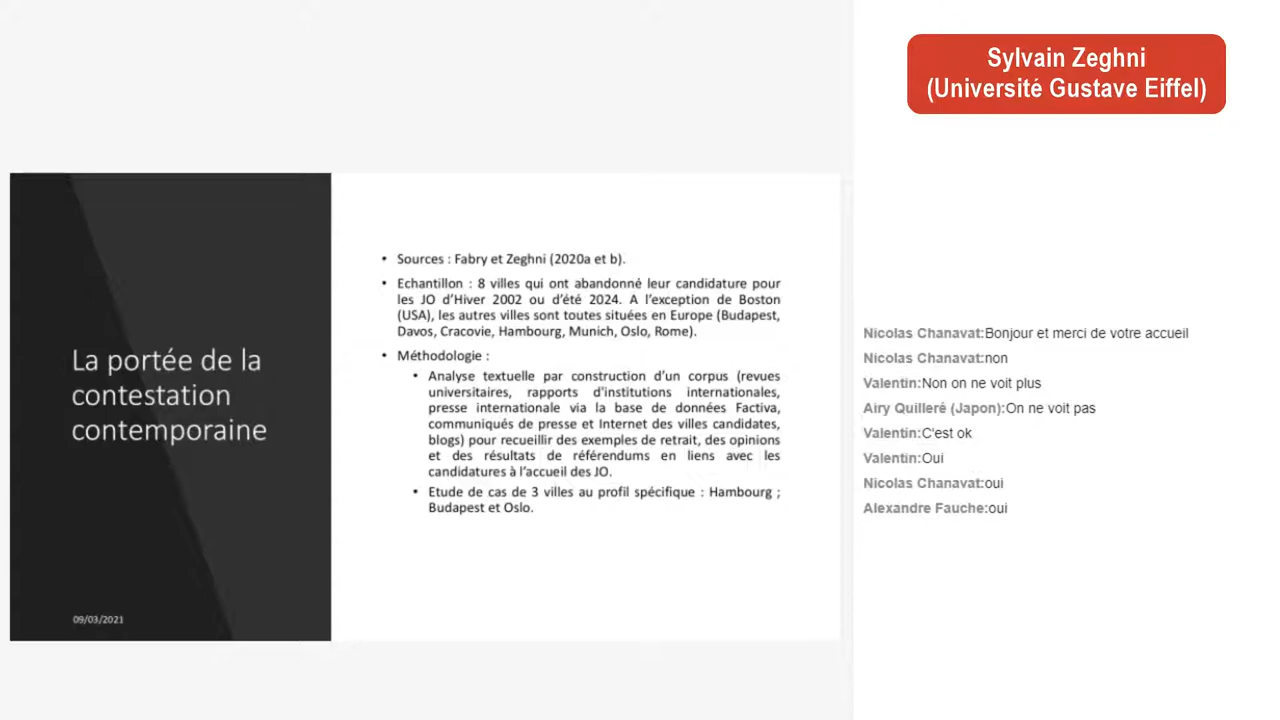 Sylvain Zeghni
(Université Gustave Eiffel)
La portée de la
contestation
contemporaine
09/03/2021
• Sources : Fabry et Zeghni (2020a et b).
• Echantillon : 8 villes qui ont abandonné leur candidature pour
les JO d'Hiver 2002 ou d'été 2024. A l'exception de Boston
(USA), les autres villes sont toutes situées en Europe (Budapest,
Davos, Cracovie, Hambourg, Munich, Oslo, Rome).
• Méthodologie :
• Analyse textuelle par construction d'un corpus (revues
universitaires, rapports d'institutions internationales,
presse internationale via la base de données Factiva,
communiqués de presse et Internet des villes candidates,
blogs) pour recueillir des exemples de retrait, des opinions
et des résultats de référendums en liens avec les
candidatures à l'accueil des JO.
• Etude de cas de 3 villes au profil spécifique : Hambourg ;
Budapest et Oslo.
Nicolas Chanavat:Bonjour et merci de votre accueil
Nicolas Chanavat:non
Valentin:Non on ne voit plus
Airy Quilleré (Japon):On ne voit pas
Valentin:C'est ok
Valentin:Oui
Nicolas Chanavat:oui
Alexandre Fauche:oui